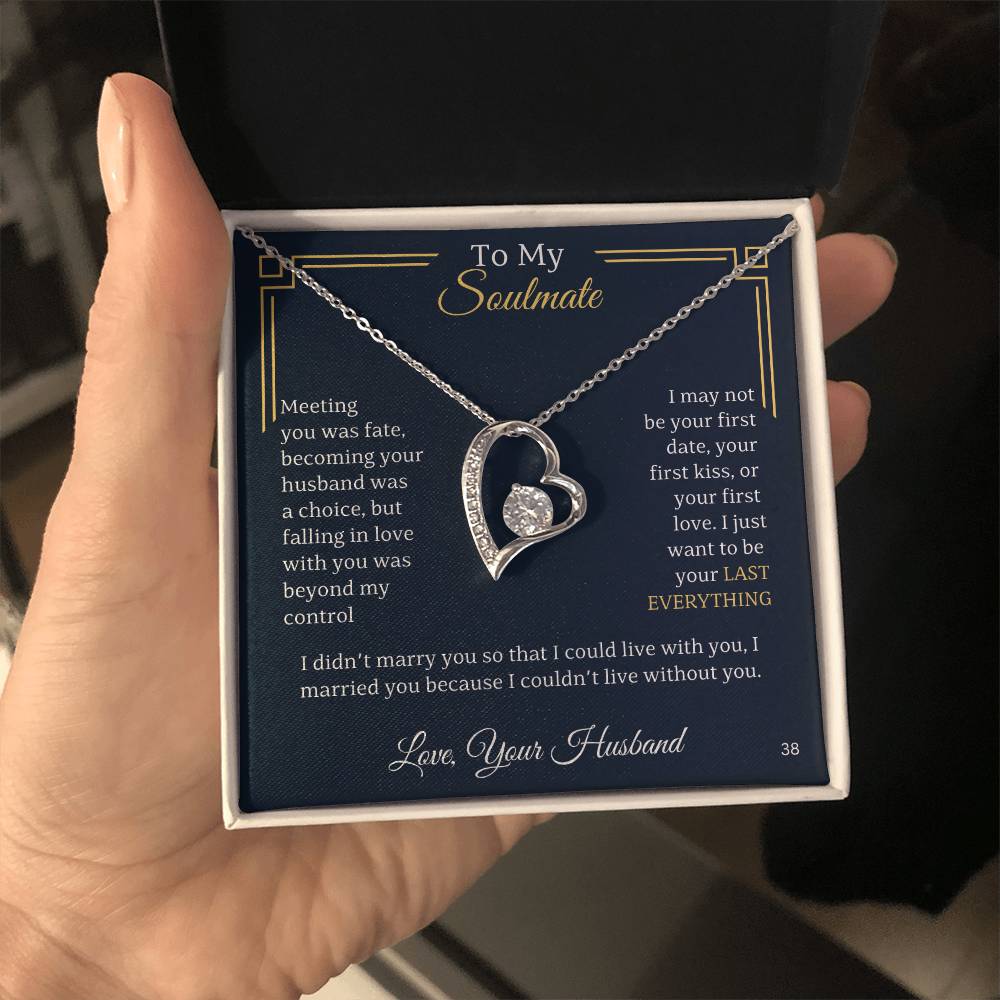 To My
Soulmate
Meeting
you was fate,
becoming your
husband was
a choice, but
falling in love
with you was
beyond my
control
I may not
be your first
date, your
first kiss, or
your first
love. I just
want to be
your LAST
EVERYTHING
I didn't marry you so that I could live with you, I
married you because I couldn't live without you.
Love, Your Husband
38